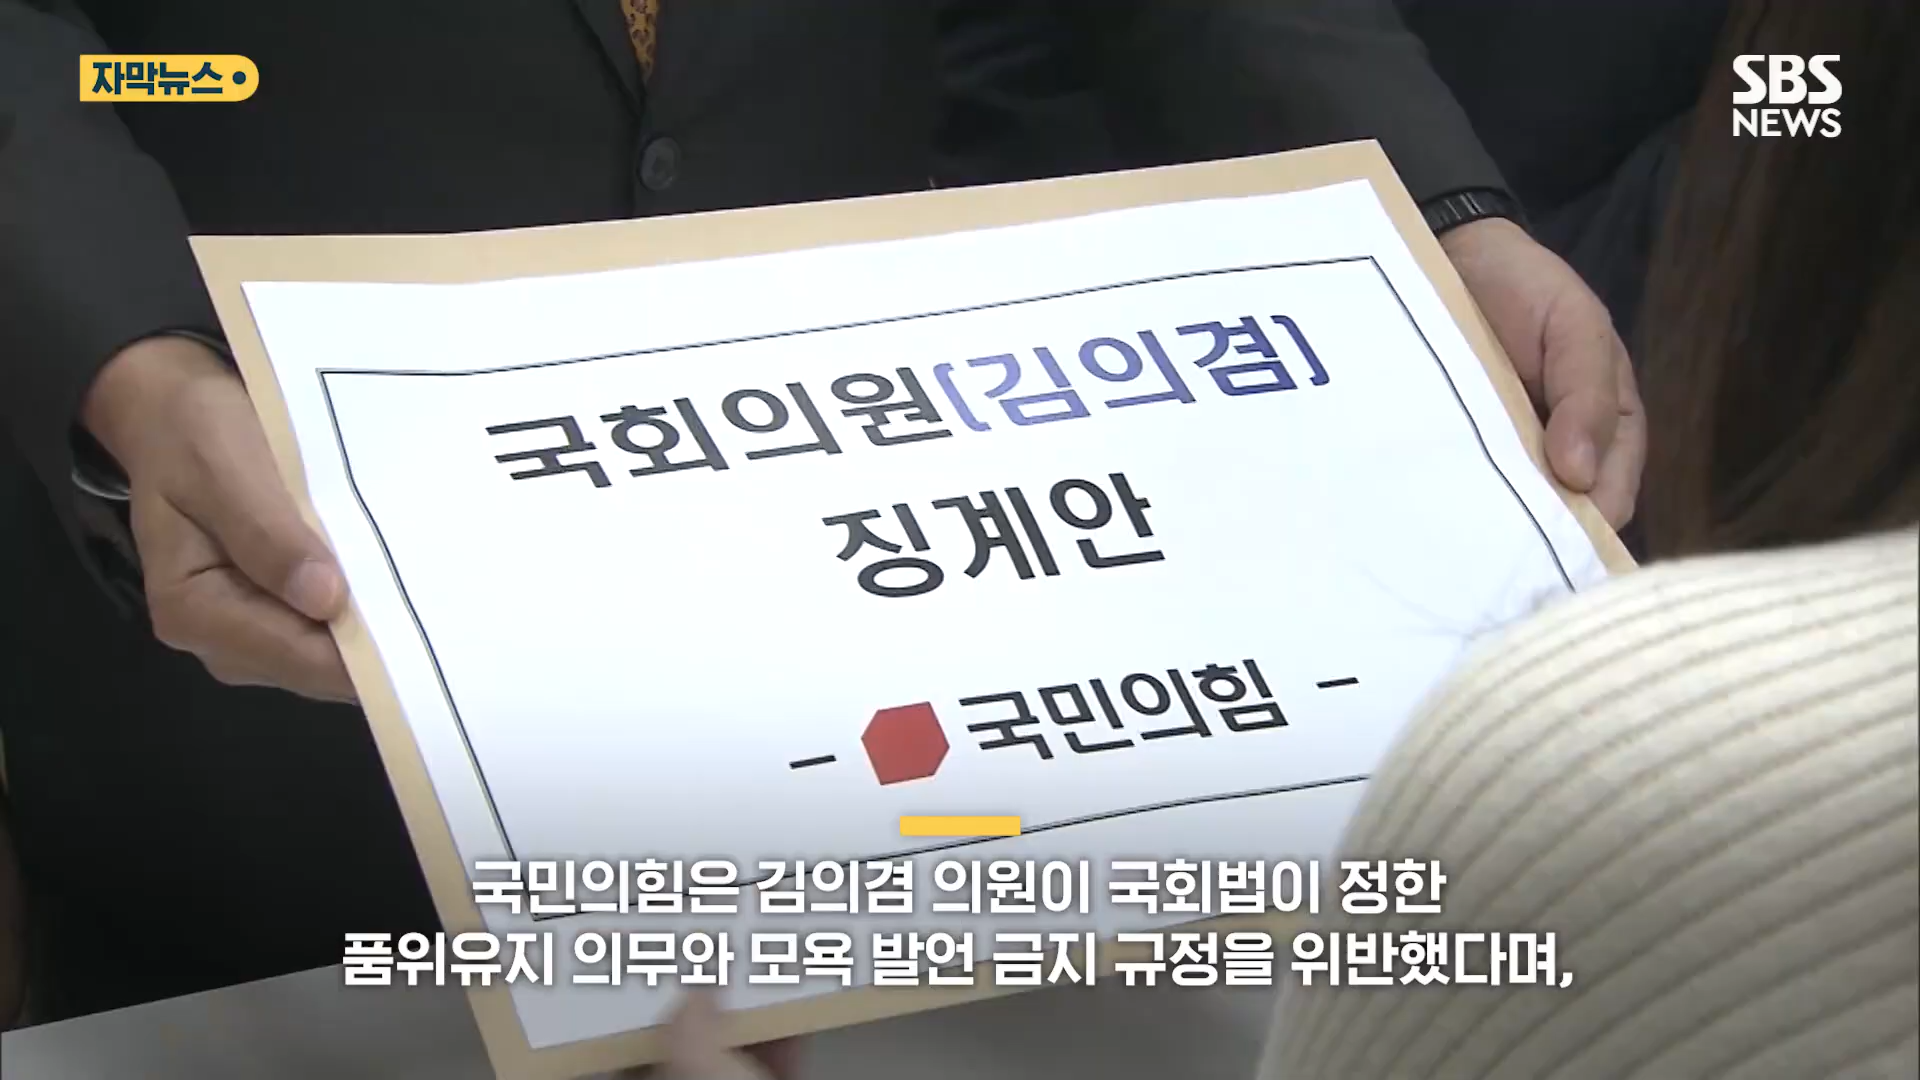 자막뉴스
SBS
NEWS
국회의원(김의겸)
징계안
- 국민의힘 -
국민의힘은 김의겸 의원이 국회법이 정한
품위유지 의무와 모욕 발언 금지 규정을 위반했다며,